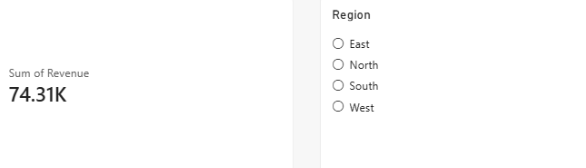 Sum of Revenue
74.31K
Region
East
North
South
West